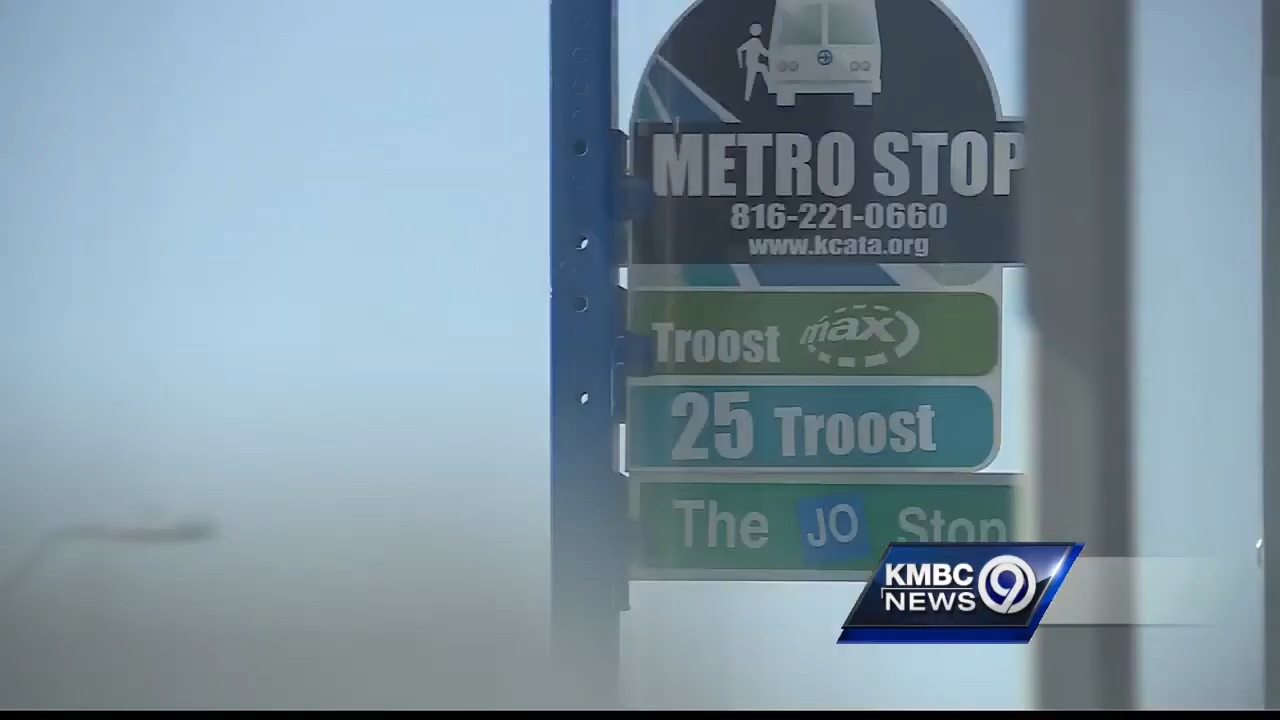 METRO STOP
816-221-0660
www.kcata.org
Troost max
25 Troost
The JO Stop
KMBC 9
NEWS